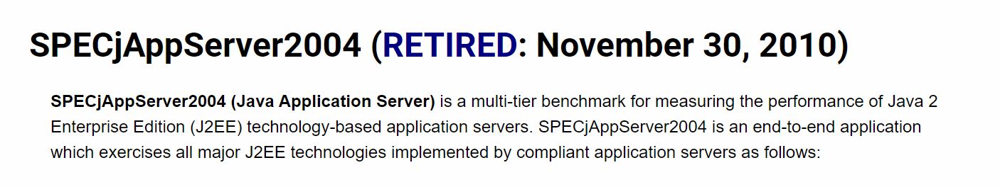 SPECjAppServer2004 (RETIRED: November 30, 2010)
SPECjAppServer2004 (Java Application Server) is a multi-tier benchmark for measuring the performance of Java 2
Enterprise Edition (J2EE) technology-based application servers. SPECjAppServer2004 is an end-to-end application
which exercises all major J2EE technologies implemented by compliant application servers as follows: